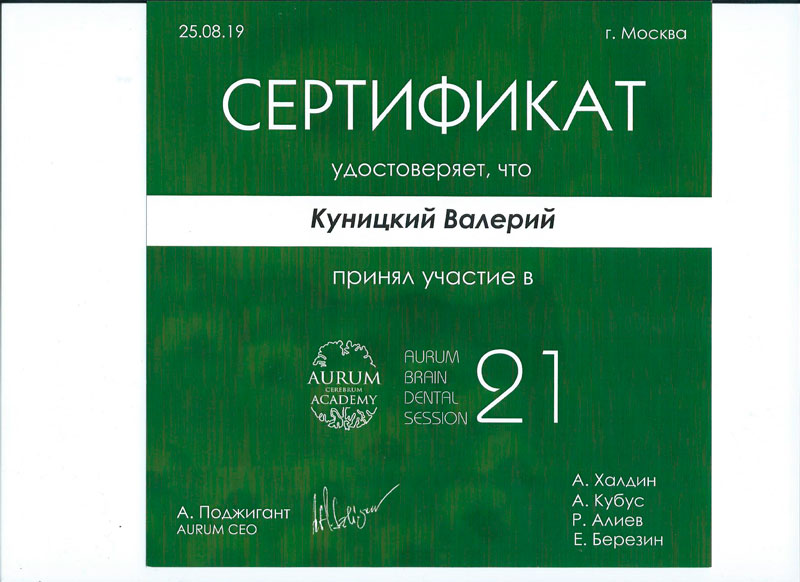 25.08.19
г. Москва
СЕРТИФИКАТ
удостоверяет, что
Куницкий Валерий
принял участие в
AURUM
CEREBRUM
ACADEMY
AURUM
BRAIN
DENTAL
SESSION
21
А. Поджигант
AURUM CEO
А. Халдин
А. Кубус
Р. Алиев
Е. Березин